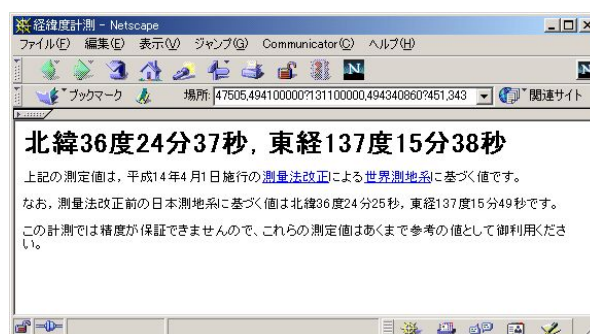 経緯度計測 - Netscape
ファイル(F) 編集(E) 表示(V) ジャンプ(G) Communicator(C) ヘルプ(H)
ブックマーク 場所: 47505,494100000?131100000,494340860?451,343 関連サイト
北緯36度24分37秒, 東経137度15分38秒
上記の測定値は, 平成14年4月1日施行の測量法改正による世界測地系に基づく値です。
なお, 測量法改正前の日本測地系に基づく値は北緯36度24分25秒, 東経137度15分49秒です。
この計測では精度が保証できませんので、これらの測定値はあくまで参考の値として御利用くださ
い。